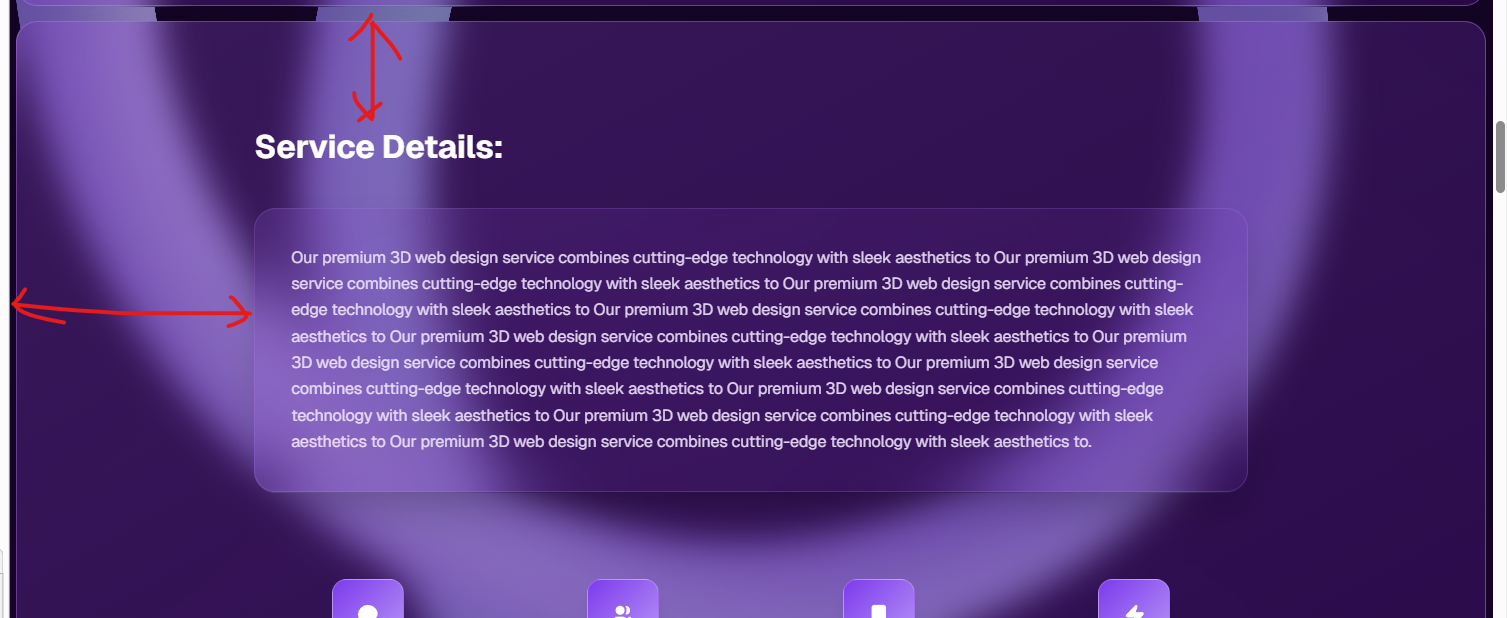 Service Details:
Our premium 3D web design service combines cutting-edge technology with sleek aesthetics to Our premium 3D web design
service combines cutting-edge technology with sleek aesthetics to Our premium 3D web design service combines cutting-
edge technology with sleek aesthetics to Our premium 3D web design service combines cutting-edge technology with sleek
aesthetics to Our premium 3D web design service combines cutting-edge technology with sleek aesthetics to Our premium
3D web design service combines cutting-edge technology with sleek aesthetics to Our premium 3D web design service
combines cutting-edge technology with sleek aesthetics to Our premium 3D web design service combines cutting-edge
technology with sleek aesthetics to Our premium 3D web design service combines cutting-edge technology with sleek
aesthetics to Our premium 3D web design service combines cutting-edge technology with sleek aesthetics to.